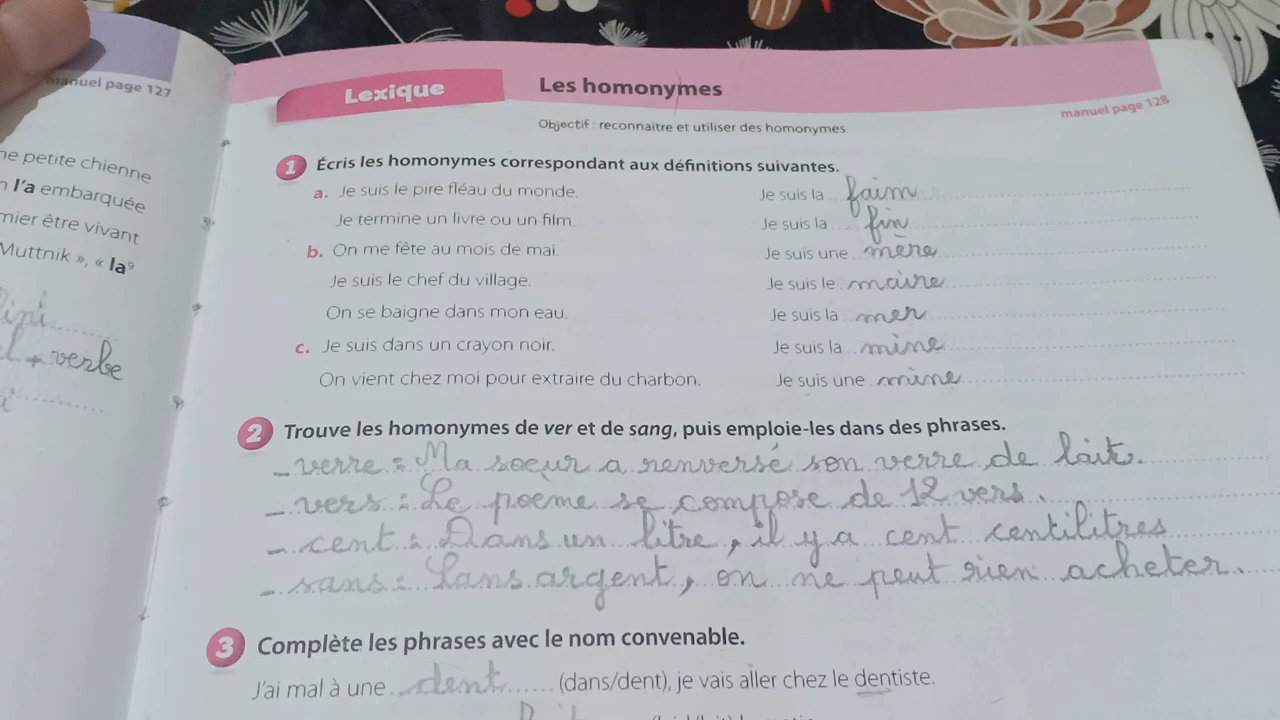 manuel page 127
ne petite chienne
l'a embarquée
mier être vivant
Muttnik », « la⁹
+ verbe
Lexique
Les homonymes
manuel page 128
Objectif : reconnaitre et utiliser des homonymes
1 Écris les homonymes correspondant aux définitions suivantes.
a. Je suis le pire fléau du monde. Je suis la faim
Je termine un livre ou un film. Je suis la fin
b. On me fête au mois de mai. Je suis une mère
Je suis le chef du village. Je suis le maire
On se baigne dans mon eau. Je suis la mer
c. Je suis dans un crayon noir. Je suis la mine
On vient chez moi pour extraire du charbon. Je suis une mine
2 Trouve les homonymes de ver et de sang, puis emploie-les dans des phrases.
- verre : Ma soeur a renversé son verre de lait.
- vers : Le poème se compose de 12 vers.
- cent : Dans un litre, il y a cent centilitres
- sans : Sans argent, on ne peut rien acheter.
3 Complète les phrases avec le nom convenable.
J'ai mal à une dent (dans/dent), je vais aller chez le dentiste.